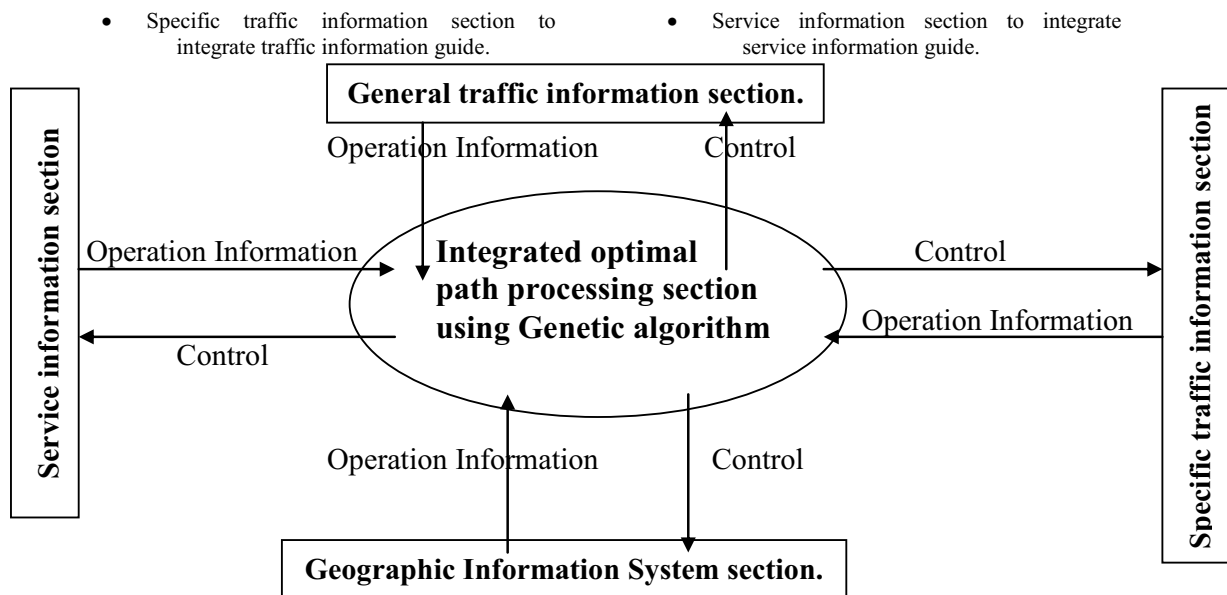 • Specific traffic information section to
integrate traffic information guide.
• Service information section to integrate
service information guide.
General traffic information section.
Operation Information
Control
Service information section
Operation Information
Control
Integrated optimal
path processing section
using Genetic algorithm
Control
Operation Information
Specific traffic information section
Operation Information
Control
Geographic Information System section.